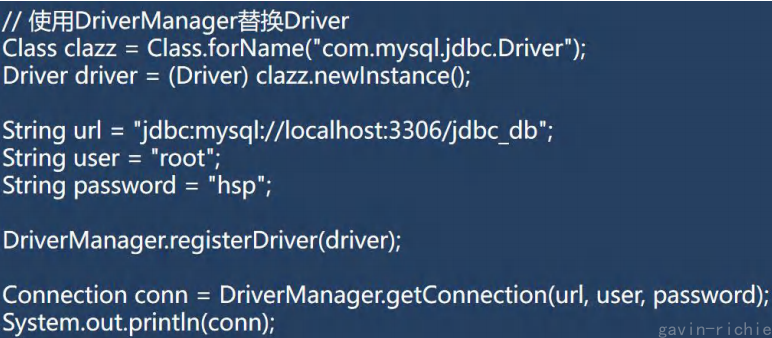 // 使用DriverManager替换Driver
Class clazz = Class.forName("com.mysql.jdbc.Driver");
Driver driver = (Driver) clazz.newInstance();
String url = "jdbc:mysql://localhost:3306/jdbc_db";
String user = "root";
String password = "hsp";
DriverManager.registerDriver(driver);
Connection conn = DriverManager.getConnection(url, user, password);
System.out.println(conn);
gavin-richie